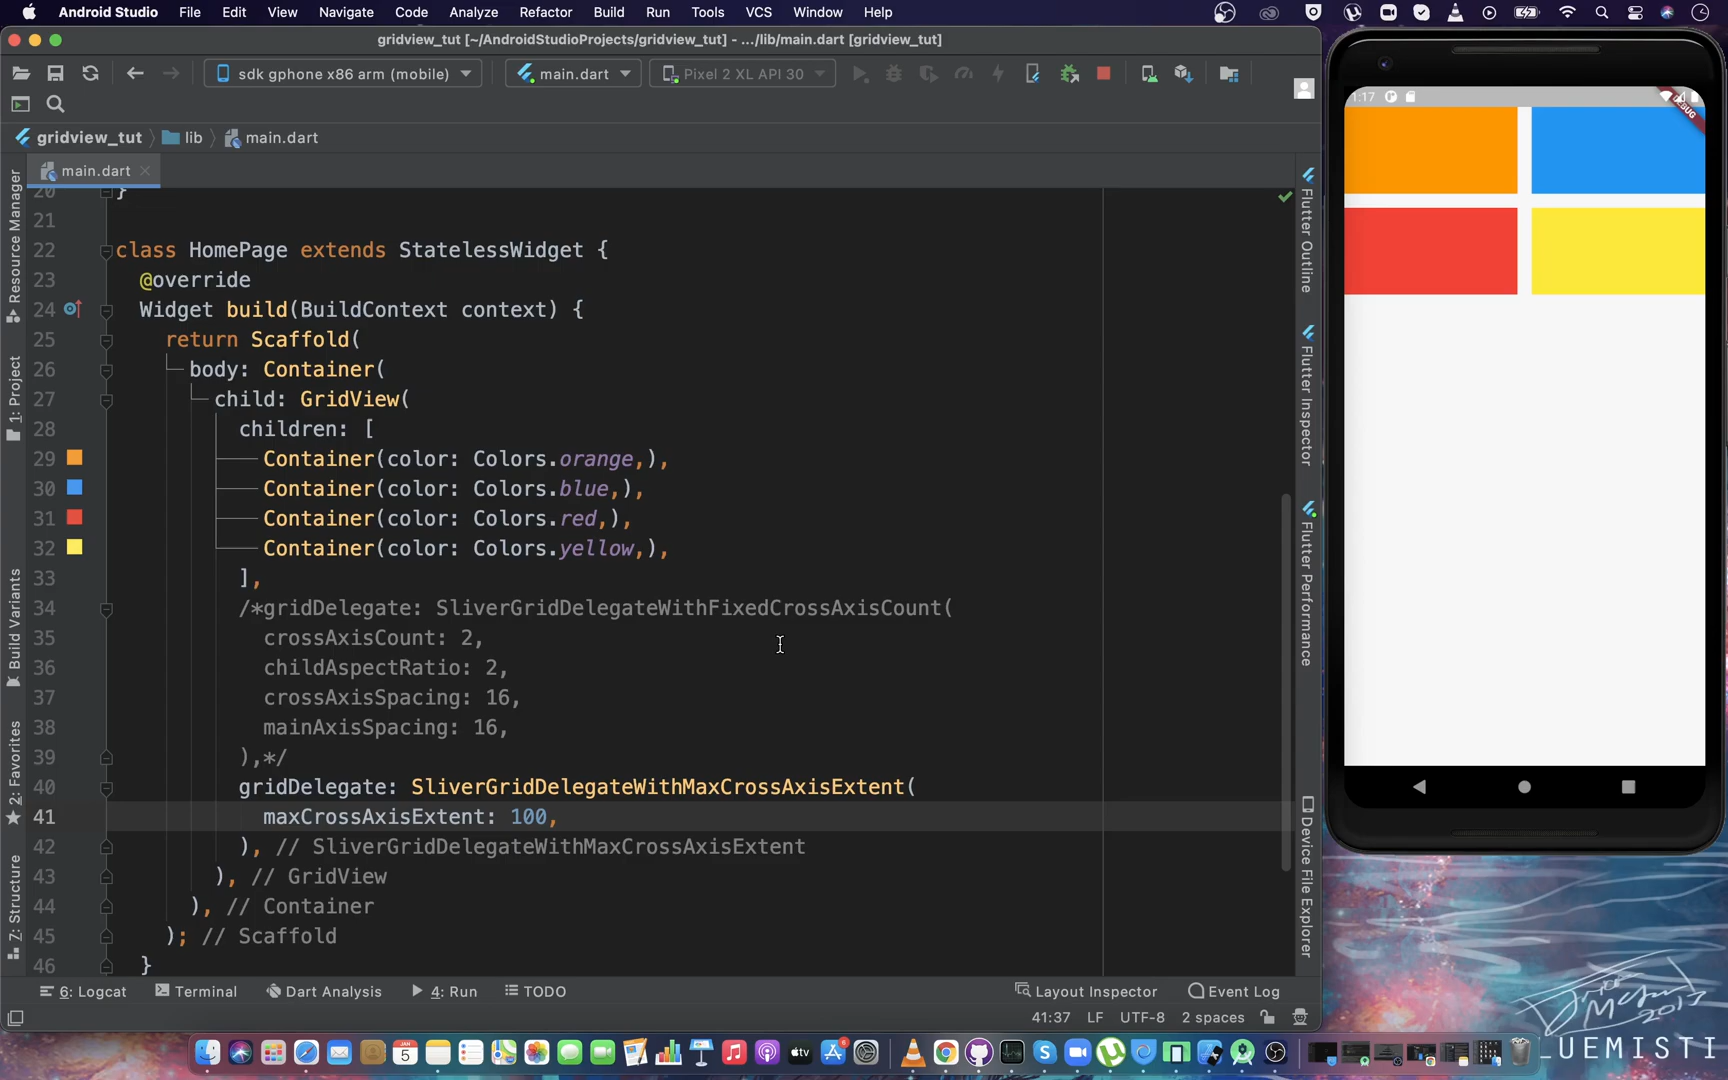 Android Studio File Edit View Navigate Code Analyze Refactor Build Run Tools VCS Window Help
gridview_tut [~/AndroidStudioProjects/gridview_tut] - .../lib/main.dart [gridview_tut]
sdk gphone x86 arm (mobile) main.dart Pixel 2 XL API 30
gridview_tut lib main.dart
main.dart
20 }
21
22 class HomePage extends StatelessWidget {
23 @override
24 Widget build(BuildContext context) {
25 return Scaffold(
26 body: Container(
27 child: GridView(
28 children: [
29 Container(color: Colors.orange,),
30 Container(color: Colors.blue,),
31 Container(color: Colors.red,),
32 Container(color: Colors.yellow,),
33 ],
34 /*gridDelegate: SliverGridDelegateWithFixedCrossAxisCount(
35 crossAxisCount: 2,
36 childAspectRatio: 2,
37 crossAxisSpacing: 16,
38 mainAxisSpacing: 16,
39 ),*/
40 gridDelegate: SliverGridDelegateWithMaxCrossAxisExtent(
41 maxCrossAxisExtent: 100,
42 ), // SliverGridDelegateWithMaxCrossAxisExtent
43 ), // GridView
44 ), // Container
45 ); // Scaffold
46 }
Resource Manager
1: Project
Build Variants
2: Favorites
7: Structure
Flutter Outline
Flutter Inspector
Flutter Performance
Device File Explorer
6: Logcat Terminal Dart Analysis 4: Run TODO Layout Inspector Event Log
41:37 LF UTF-8 2 spaces
1:17
DEBUG
JAN
5
tv
6
2017
UEMISTI